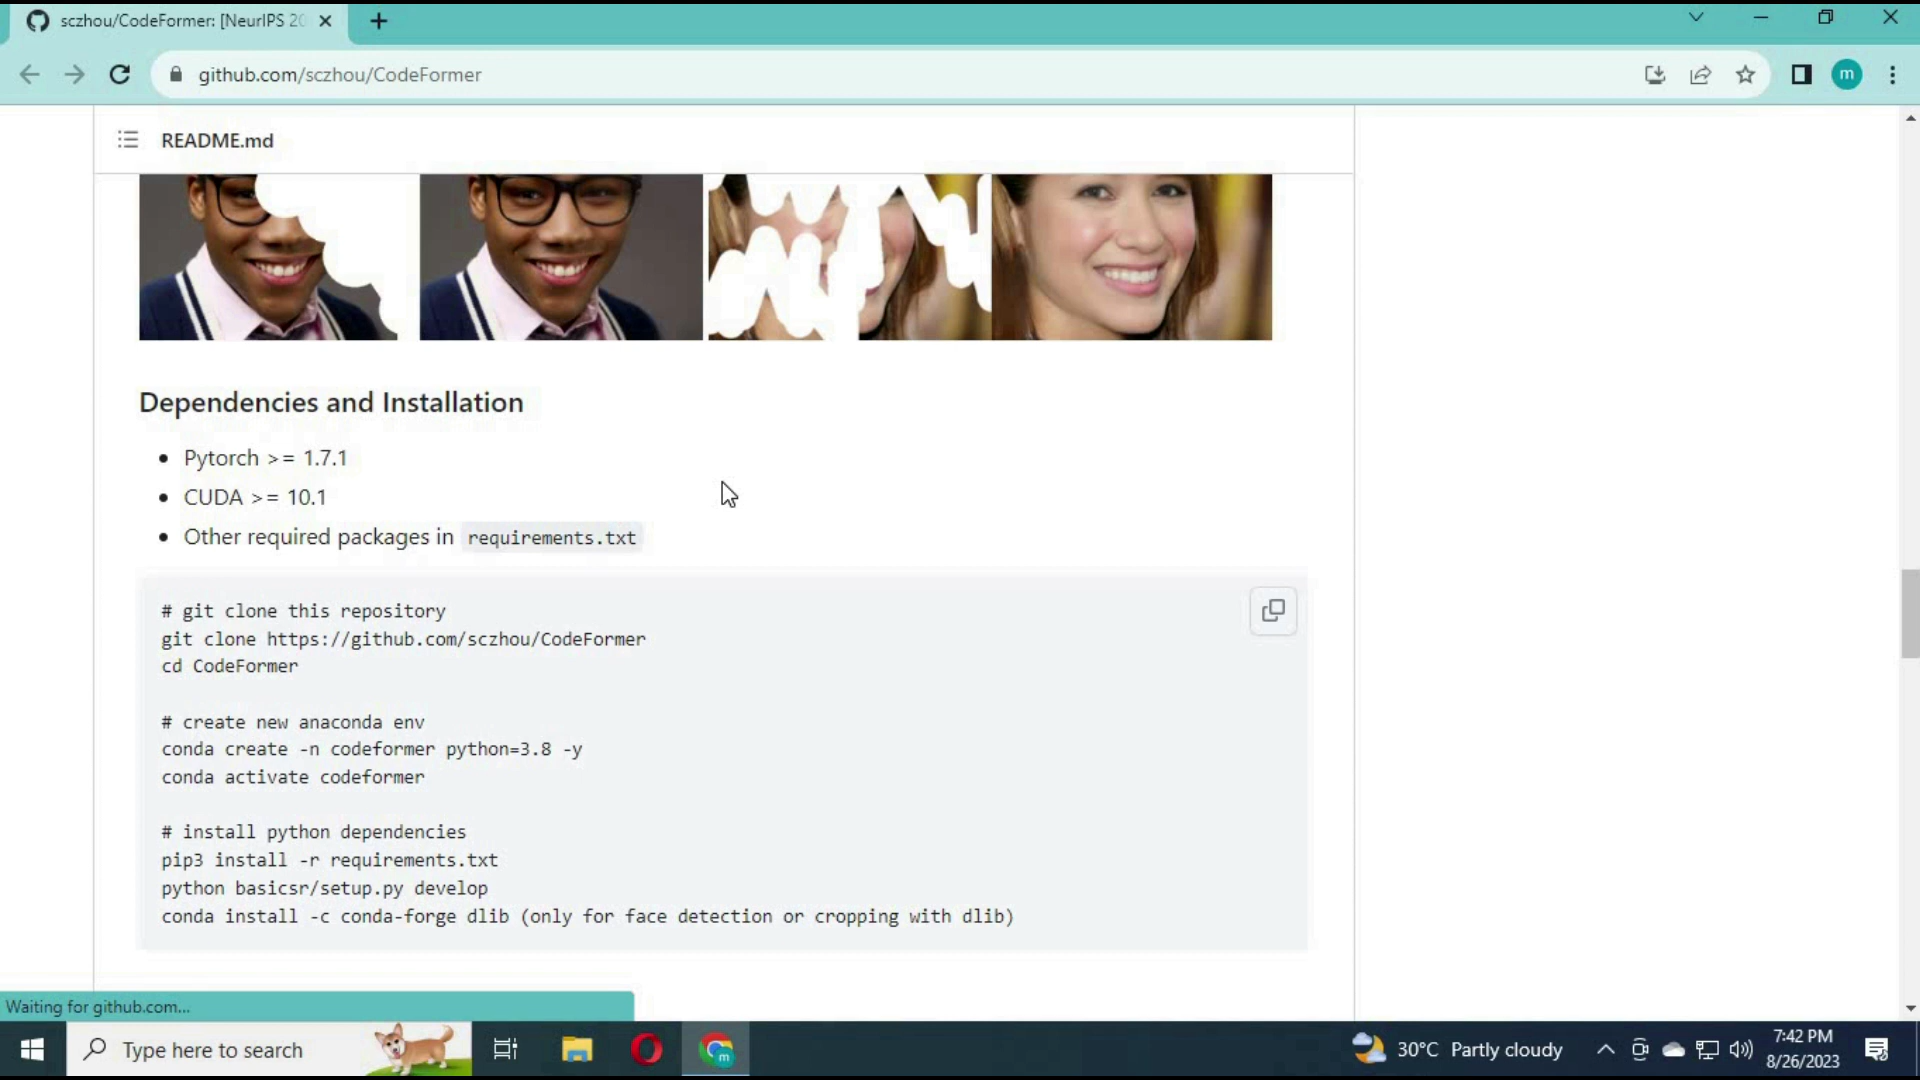 sczhou/CodeFormer: [NeurIPS 20
github.com/sczhou/CodeFormer
m
README.md
Dependencies and Installation
Pytorch >= 1.7.1
CUDA >= 10.1
Other required packages in requirements.txt
# git clone this repository
git clone https://github.com/sczhou/CodeFormer
cd CodeFormer
# create new anaconda env
conda create -n codeformer python=3.8 -y
conda activate codeformer
# install python dependencies
pip3 install -r requirements.txt
python basicsr/setup.py develop
conda install -c conda-forge dlib (only for face detection or cropping with dlib)
Waiting for github.com...
Type here to search
m
30°C Partly cloudy
7:42 PM
8/26/2023